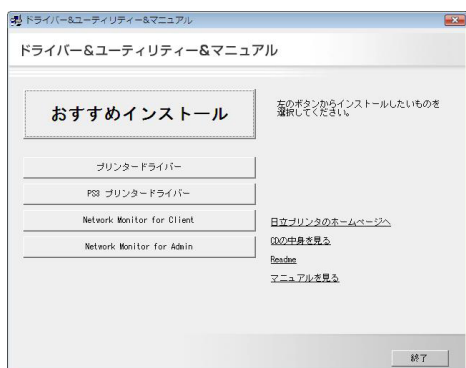 ドライバー&ユーティリティー&マニュアル
ドライバー&ユーティリティー&マニュアル
おすすめインストール
左のボタンからインストールしたいものを
選択してください。
プリンタードライバー
PS3 プリンタードライバー
Network Monitor for Client
Network Monitor for Admin
日立プリンタのホームページへ
CDの中身を見る
Readme
マニュアルを見る
終了